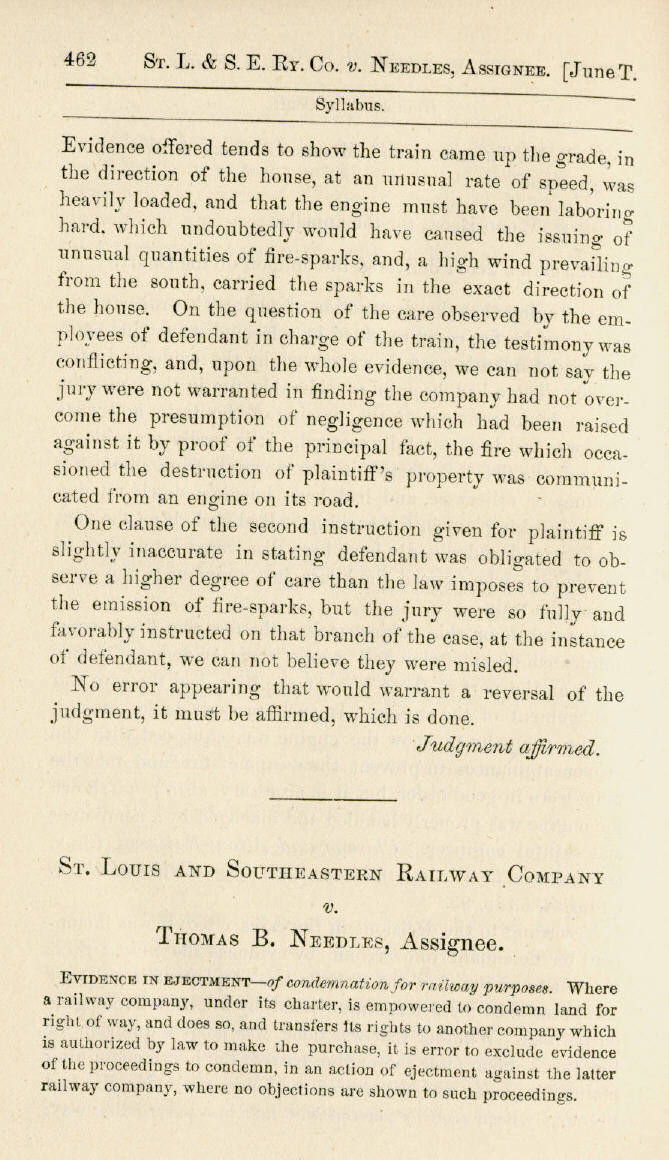 462 St. L. & S. E. Ry. Co. v. Needles, Assignee. [June T.
Syllabus.
Evidence offered tends to show the train came up the grade, in
the direction of the house, at an unusual rate of speed, was
heavily loaded, and that the engine must have been laboring
hard, which undoubtedly would have caused the issuing of
unusual quantities of fire-sparks, and, a high wind prevailing
from the south, carried the sparks in the exact direction of
the house. On the question of the care observed by the em-
ployees of defendant in charge of the train, the testimony was
conflicting, and, upon the whole evidence, we can not say the
jury were not warranted in finding the company had not over-
come the presumption of negligence which had been raised
against it by proof of the principal fact, the fire which occa-
sioned the destruction of plaintiff's property was communi-
cated from an engine on its road.
One clause of the second instruction given for plaintiff is
slightly inaccurate in stating defendant was obligated to ob-
serve a higher degree of care than the law imposes to prevent
the emission of fire-sparks, but the jury were so fully and
favorably instructed on that branch of the case, at the instance
of defendant, we can not believe they were misled.
No error appearing that would warrant a reversal of the
judgment, it must be affirmed, which is done.
Judgment affirmed.
St. Louis and Southeastern Railway Company
v.
Thomas B. Needles, Assignee.
Evidence in ejectment—of condemnation for railway purposes. Where
a railway company, under its charter, is empowered to condemn land for
right of way, and does so, and transfers its rights to another company which
is authorized by law to make the purchase, it is error to exclude evidence
of the proceedings to condemn, in an action of ejectment against the latter
railway company, where no objections are shown to such proceedings.